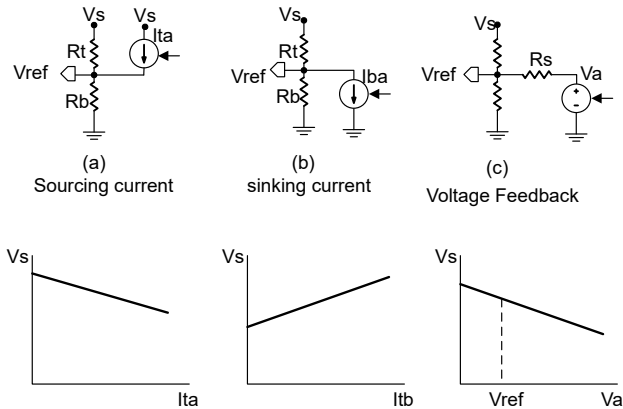 Vs Vs
Ita
Rt
Vref
Rb
(a)
Sourcing current
Vs
Rt
Vref
Rb
Iba
(b)
sinking current
Vs
Vref
Rs
Va
+
-
(c)
Voltage Feedback
Vs
Ita
Vs
Itb
Vs
Vref
Va